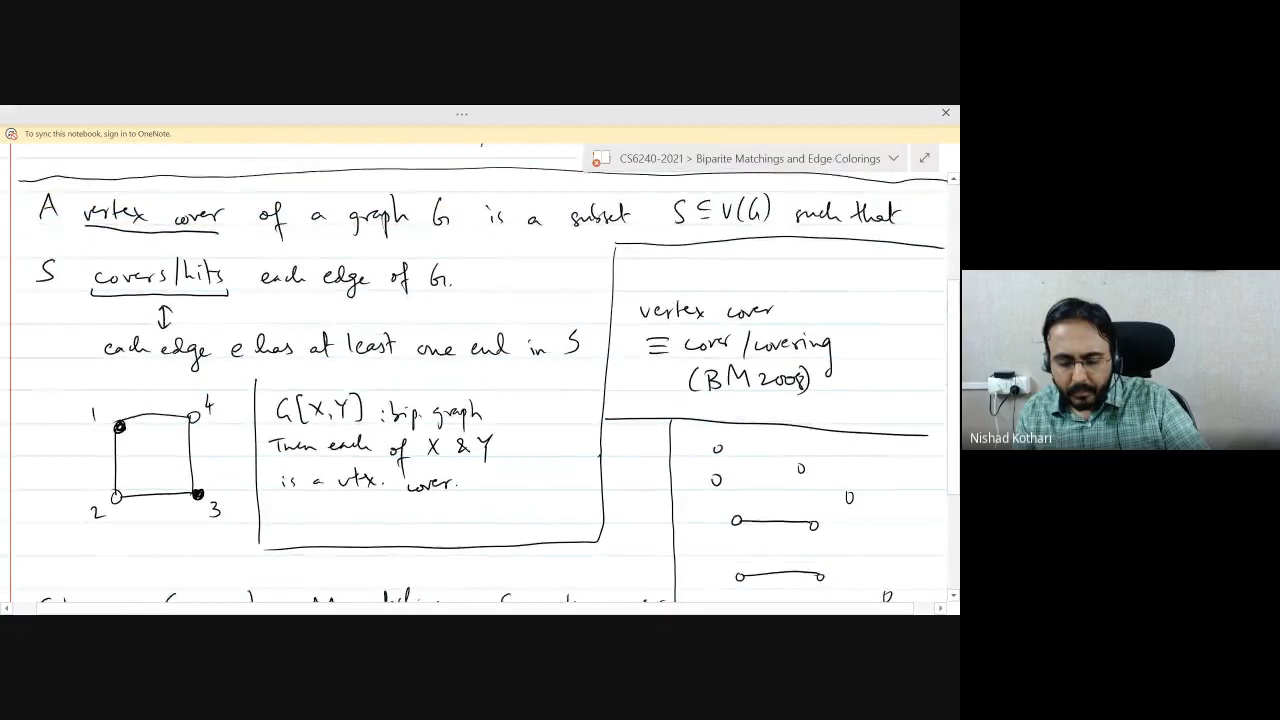 To sync this notebook, sign in to OneNote.
CS6240-2021 > Biparite Matchings and Edge Colorings
A vertex cover of a graph G is a subset S ⊆ V(G) such that
S covers/hits each edge of G.
↕
each edge e has at least one end in S
vertex cover
≡ cover/covering
(BM 2008)
1 4
2 3
G[X,Y] : bip. graph
Then each of X & Y
is a vtx. cover.
Nishad Kothari